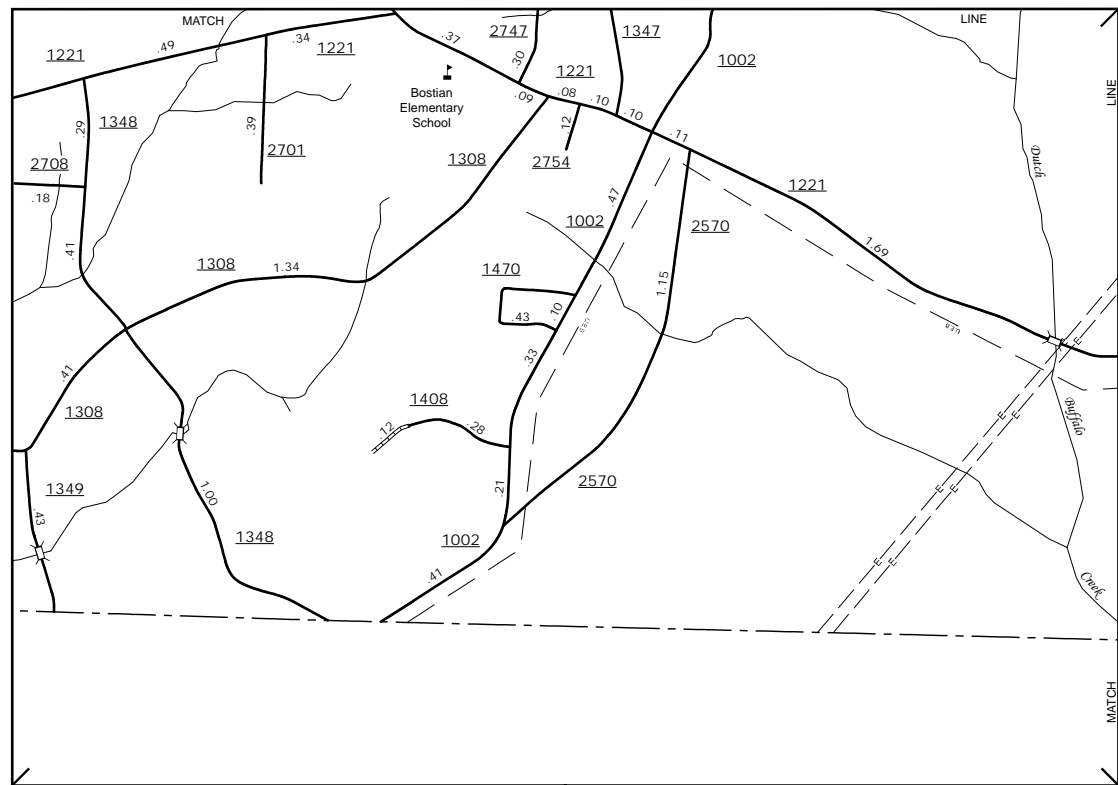 MATCH
LINE
2747
1347
.37
.34
1221
.49
1221
.30
1002
1221
LINE
Bostian
Elementary
School
.09
.08
.10
.10
.11
1348
.29
.39
.12
2701
2708
1308
2754
Dutch
.18
1221
.47
1002
2570
.41
1.69
1308
1.34
1470
1.15
.43
.10
U.E.S
U.E.S
E
E
.33
.41
1308
1408
E
E
Buffalo
.12
.28
2570
1349
1.00
.21
E
E
.43
1348
1002
E
E
.41
Creek
MATCH